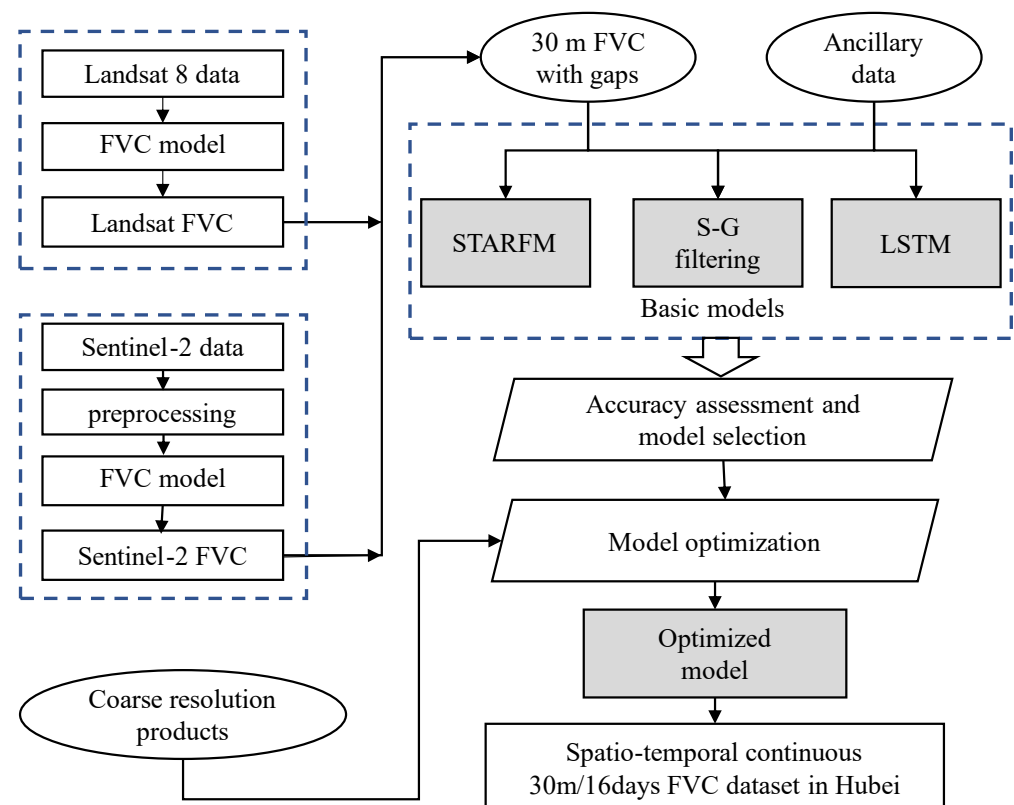 Landsat 8 data
FVC model
Landsat FVC
Sentinel-2 data
preprocessing
FVC model
Sentinel-2 FVC
Coarse resolution
products
30 m FVC
with gaps
Ancillary
data
STARFM
S-G
filtering
LSTM
Basic models
Accuracy assessment and
model selection
Model optimization
Optimized
model
Spatio-temporal continuous
30m/16days FVC dataset in Hubei